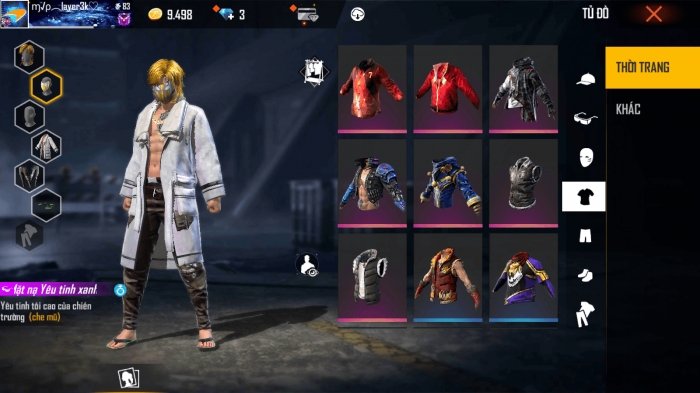 layer3k♡
83
9.498
3
TỦ ĐỒ
THỜI TRANG
KHÁC
lặt nạ Yêu tinh xanh
Yêu tinh tối cao của chiến
trường (che mũ)